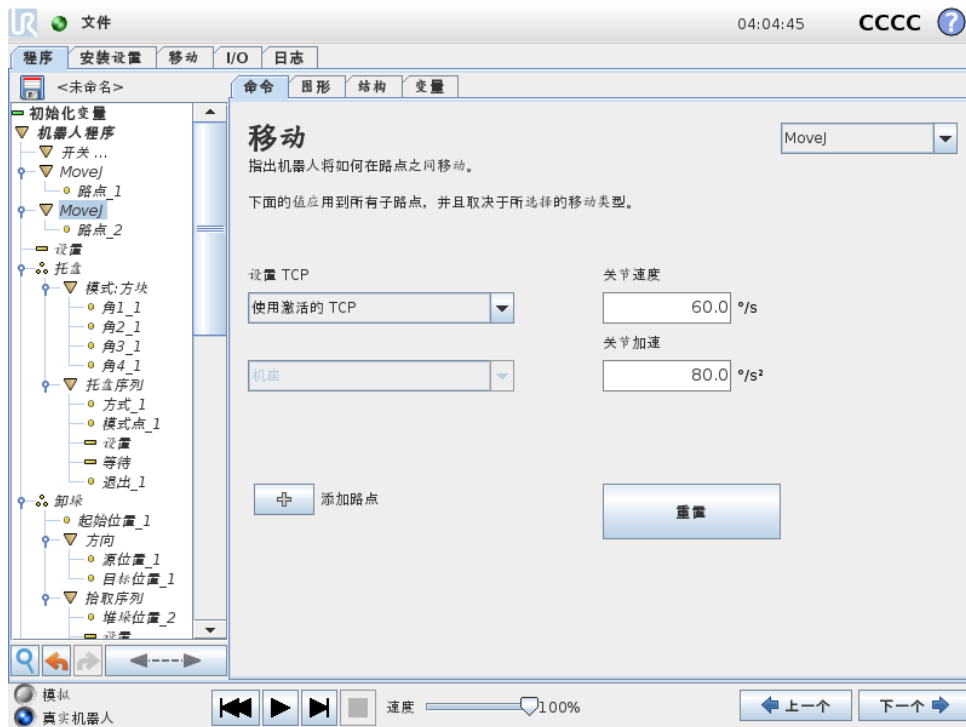 UR 文件 04:04:45 CCCC ?
程序 安装设置 移动 I/O 日志
<未命名> 命令 图形 结构 变量
初始化变量
机器人程序
开关 ...
MoveJ
路点_1
MoveJ
路点_2
设置
托盘
模式:方块
角1_1
角2_1
角3_1
角4_1
托盘序列
方式_1
模式点_1
设置
等待
退出_1
卸垛
起始位置_1
方向
源位置_1
目标位置_1
拾取序列
堆垛位置_2
设置
移动
MoveJ
指出机器人将如何在路点之间移动。
下面的值应用到所有子路点，并且取决于所选择的移动类型。
设置 TCP
使用激活的 TCP
机座
关节速度
60.0 °/s
关节加速
80.0 °/s²
添加路点
重置
模拟
真实机器人
速度 100%
上一个
下一个